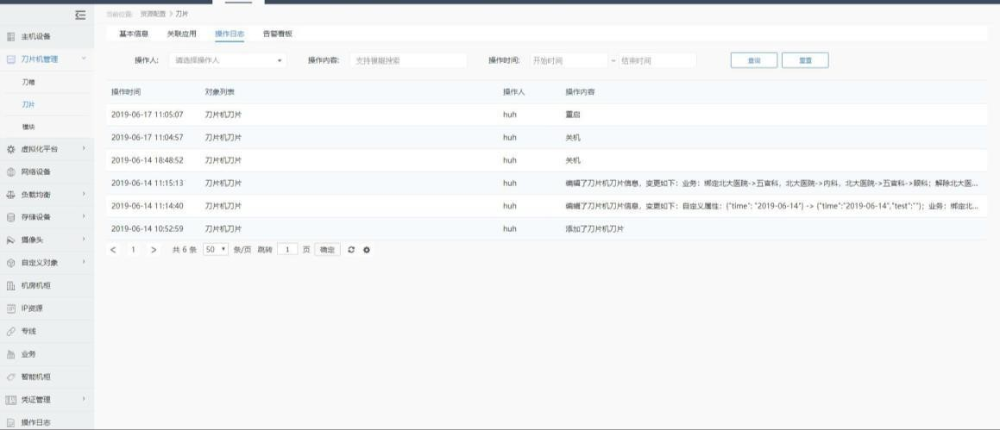 当前位置: 资源配置 > 刀片
主机设备
刀片机管理
刀箱
刀片
模块
虚拟化平台
网络设备
负载均衡
存储设备
摄像头
自定义对象
机房机柜
IP资源
专线
业务
智能机柜
凭证管理
操作日志
基本信息 关联应用 操作日志 告警看板
操作人: 请选择操作人 操作内容: 支持模糊搜索 操作时间: 开始时间 - 结束时间 查询 重置
操作时间 对象列表 操作人 操作内容
2019-06-17 11:05:07 刀片机刀片 huh 重启
2019-06-17 11:04:57 刀片机刀片 huh 关机
2019-06-14 18:48:52 刀片机刀片 huh 关机
2019-06-14 11:15:13 刀片机刀片 huh 编辑了刀片机刀片信息，变更如下：业务：绑定北大医院->五官科，北大医院->内科，北大医院->五官科->眼科；解除北大医...
2019-06-14 11:14:40 刀片机刀片 huh 编辑了刀片机刀片信息，变更如下：自定义属性：{"time": "2019-06-14"} -> {"time":"2019-06-14","test":""}；业务：绑定北...
2019-06-14 10:52:59 刀片机刀片 huh 添加了刀片机刀片
< 1 > 共 6 条 50 条/页 跳转 1 页 确定